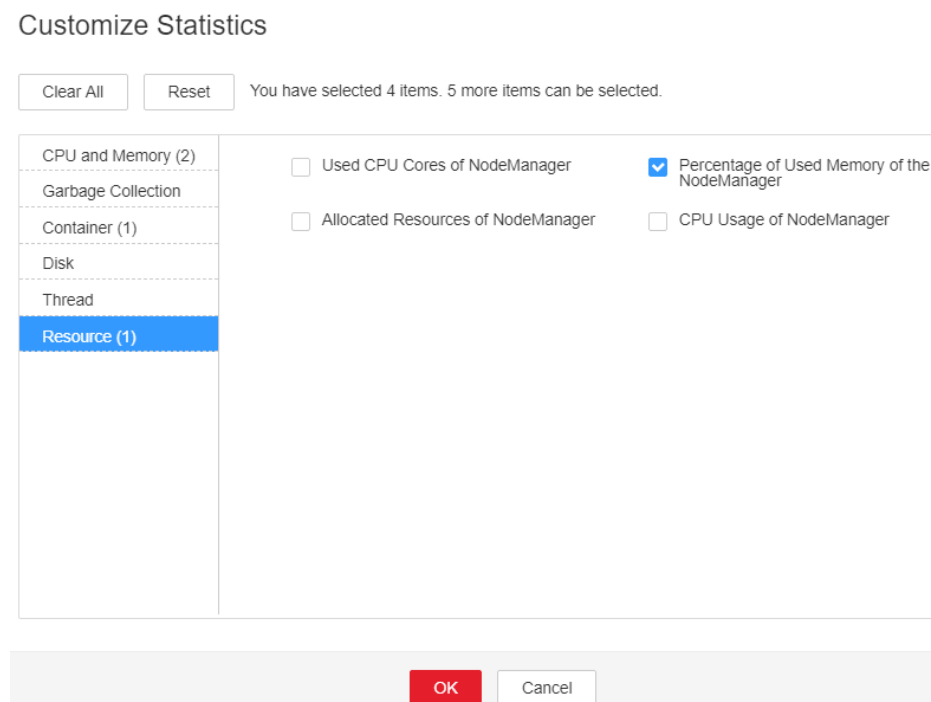 Customize Statistics
Clear All
Reset
You have selected 4 items. 5 more items can be selected.
CPU and Memory (2)
Garbage Collection
Container (1)
Disk
Thread
Resource (1)
Used CPU Cores of NodeManager
Percentage of Used Memory of the
NodeManager
Allocated Resources of NodeManager
CPU Usage of NodeManager
OK
Cancel